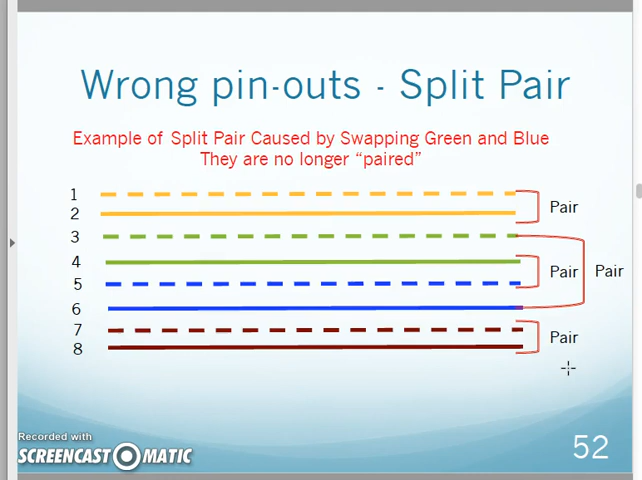 Wrong pin-outs - Split Pair
Example of Split Pair Caused by Swapping Green and Blue
They are no longer “paired”
1
2
Pair
3
4
5
Pair
Pair
6
7
8
Pair
Recorded with
SCREENCAST MATIC
52